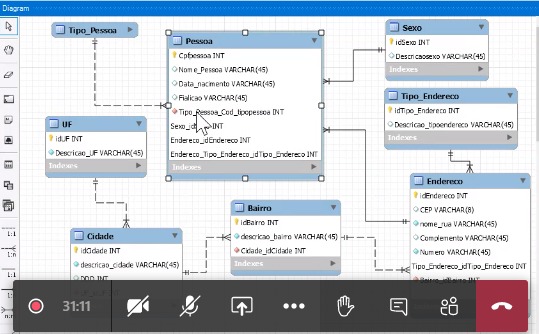 Diagram
Tipo_Pessoa
Pessoa
Cpfpessoa INT
Nome_Pessoa VARCHAR(45)
Data_nacimento VARCHAR(45)
Fialicao VARCHAR(45)
Tipo_Pessoa_Cod_tipopessoa INT
Endereco_idEndereco INT
Endereco_Tipo_Endereco_idTipo_Endereco INT
Indexes
Sexo
idSexo INT
Descricaosexo VARCHAR(45)
Indexes
Tipo_Endereco
idTipo_Endereco INT
Descricao_tipoendereco VARCHAR(45)
Indexes
UF
idUF INT
Descricao_UF VARCHAR(45)
Indexes
Endereco
idEndereco INT
CEP VARCHAR(8)
nome_rua VARCHAR(45)
Complemento VARCHAR(45)
Numero VARCHAR(45)
Tipo_Endereco_idTipo_Endereco INT
Bairro_idBairro INT
Bairro
idBairro INT
descricao_bairro VARCHAR(45)
Cidade_idCidade INT
Indexes
Cidade
idCidade INT
descricao_cidade VARCHAR(45)
DDD INT
1:1
1:n
1:1
1:n
n:m
31:11